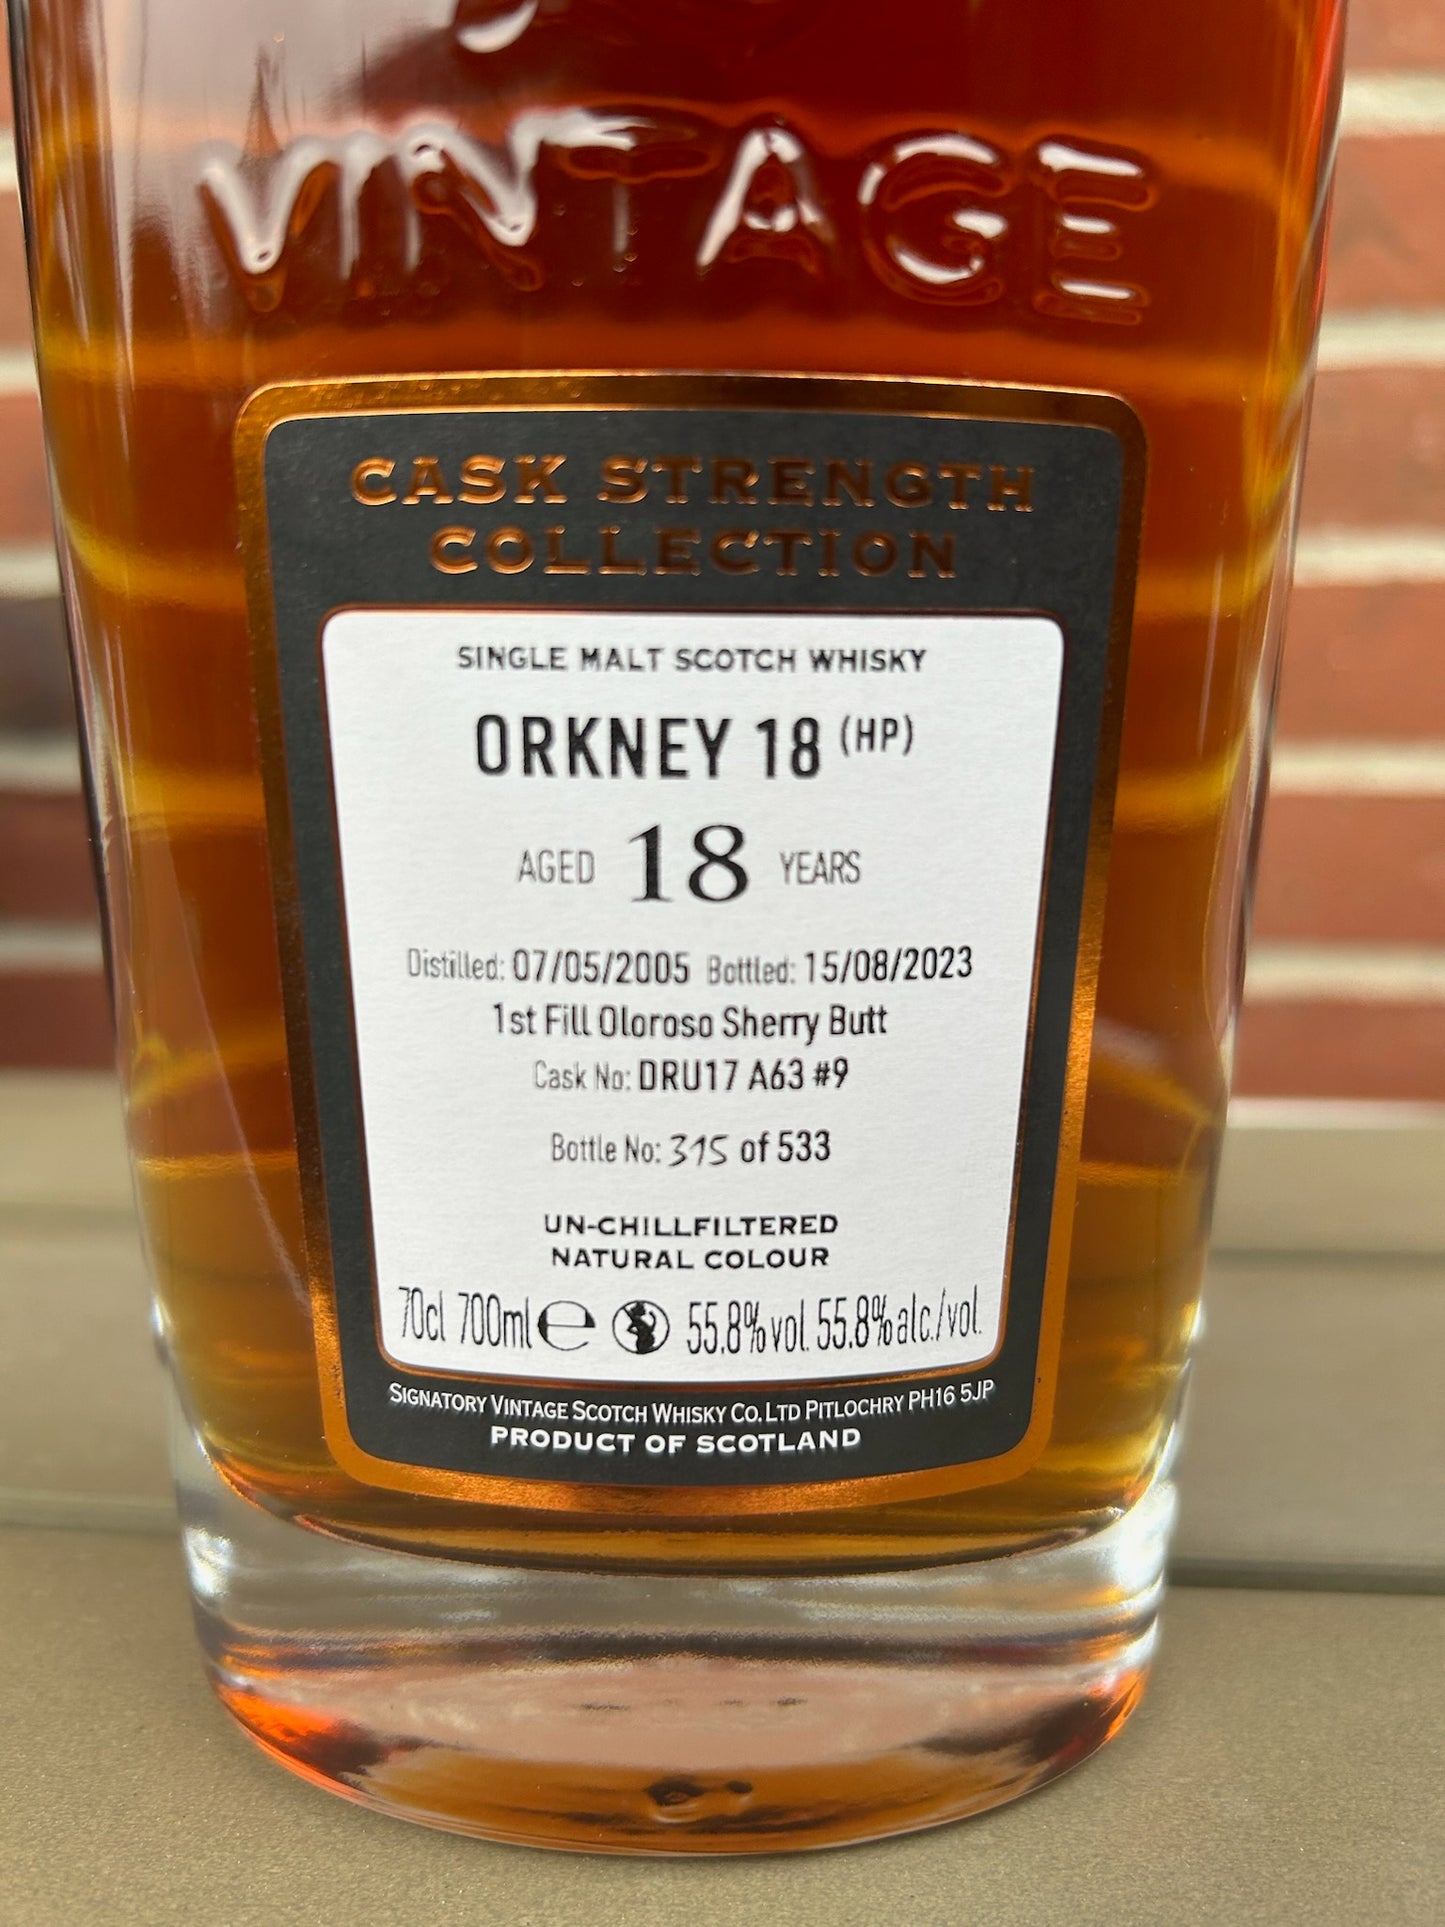 VINTAGE
CASK STRENGTH
COLLECTION
SINGLE MALT SCOTCH WHISKY
ORKNEY 18 (HP)
AGED 18 YEARS
Distilled: 07/05/2005 Bottled: 15/08/2023
1st Fill Oloroso Sherry Butt
Cask No: DRU17 A63 #9
Bottle No: 315 of 533
UN-CHILLFILTERED
NATURAL COLOUR
70cl 700ml e 55.8% vol. 55.8% alc./vol.
SIGNATORY VINTAGE SCOTCH WHISKY CO. LTD PITLOCHRY PH16 5JP
PRODUCT OF SCOTLAND